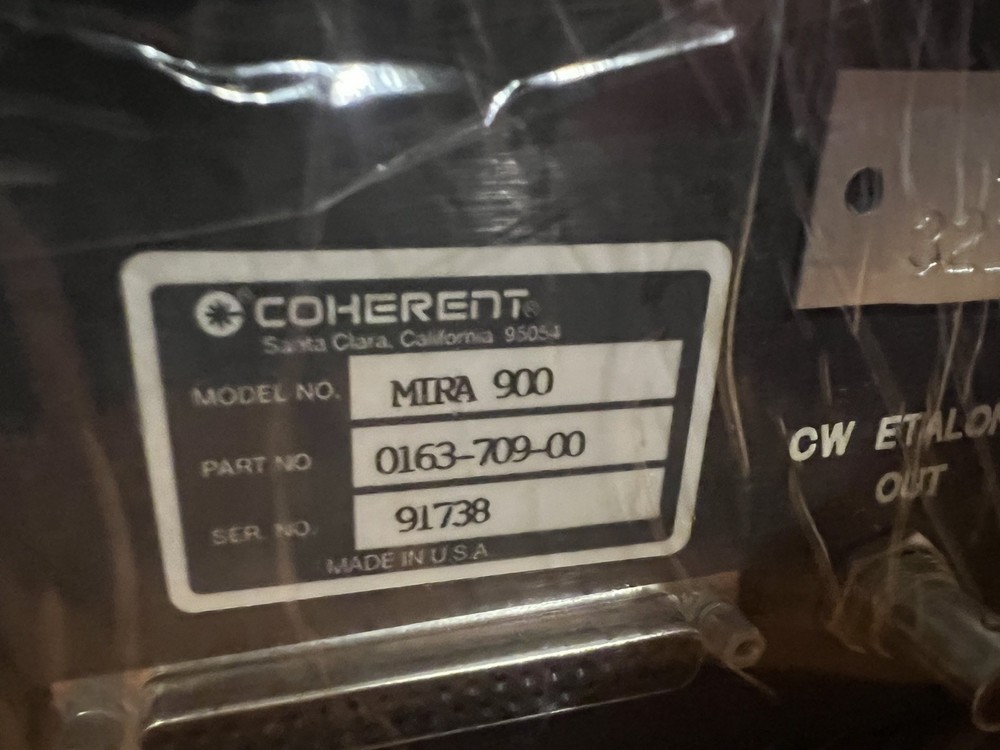 COHERENT®
Santa Clara, California 95054
MODEL NO. MIRA 900
PART NO 0163-709-00
SER. NO. 91738
MADE IN U.S.A
CW ETALON
OUT